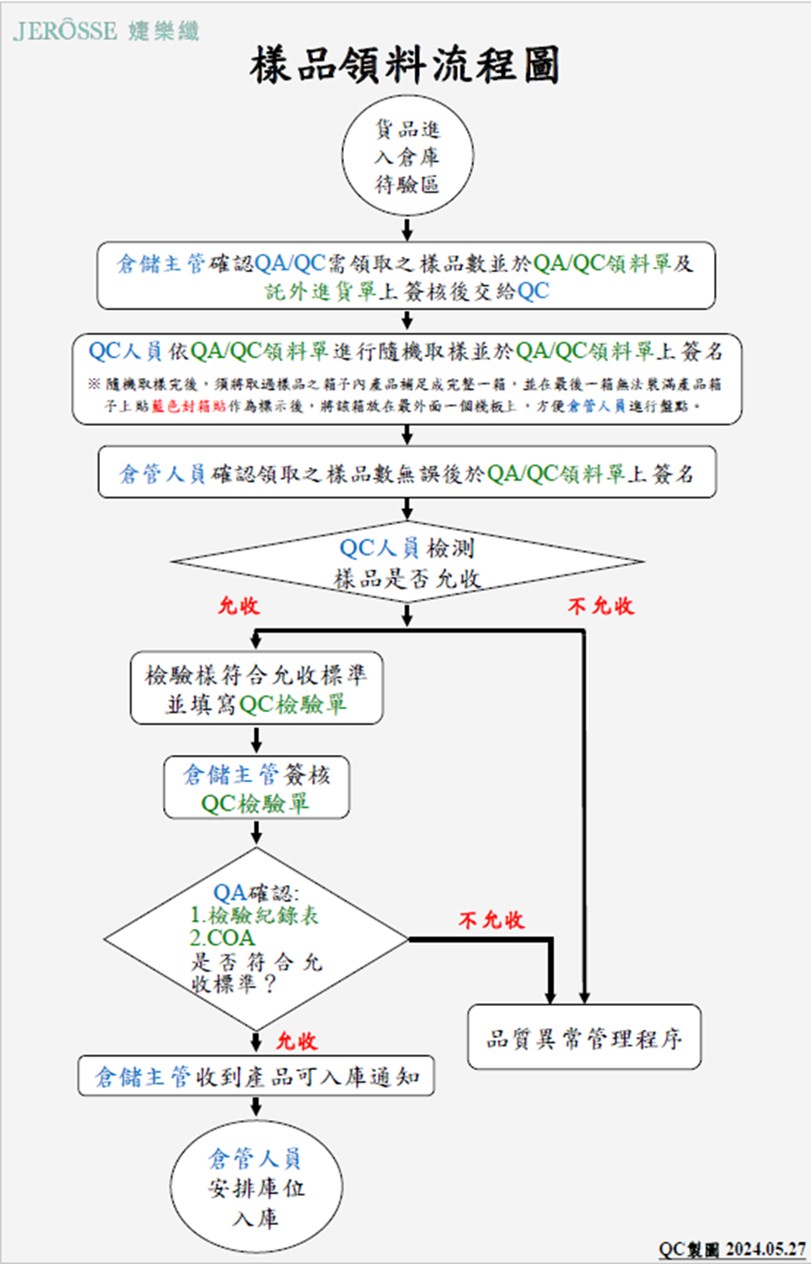 JERÔSSE 婕樂纖
樣品領料流程圖
貨品進
入倉庫
待驗區
倉儲主管確認QA/QC需領取之樣品數並於QA/QC領料單及
託外進貨單上簽核後交給QC
QC人員依QA/QC領料單進行隨機取樣並於QA/QC領料單上簽名
※ 隨機取樣完後，須將取過樣品之箱子內產品補足成完整一箱，並在最後一箱無法裝滿產品箱
子上貼藍色封箱貼作為標示後，將該箱放在最外面一個棧板上，方便倉管人員進行盤點。
倉管人員確認領取之樣品數無誤後於QA/QC領料單上簽名
QC人員檢測
樣品是否允收
允收
不允收
檢驗樣符合允收標準
並填寫QC檢驗單
倉儲主管簽核
QC檢驗單
QA確認:
1.檢驗紀錄表
2.COA
是否符合允
收標準？
不允收
允收
品質異常管理程序
倉儲主管收到產品可入庫通知
倉管人員
安排庫位
入庫
QC製圖 2024.05.27